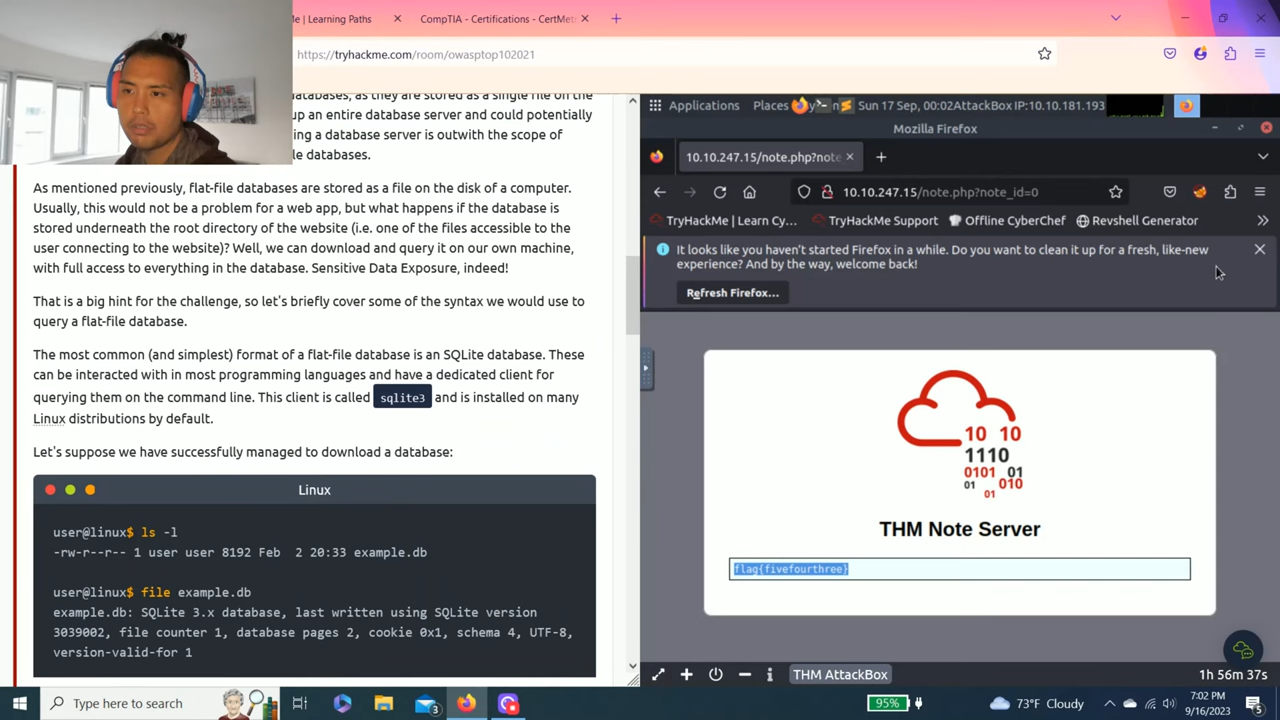 Me | Learning Paths
CompTIA - Certifications - CertMet
https://tryhackme.com/room/owasptop102021
databases, as they are stored as a single file on the
up an entire database server and could potentially
ing a database server is outwith the scope of
le databases.
As mentioned previously, flat-file databases are stored as a file on the disk of a computer.
Usually, this would not be a problem for a web app, but what happens if the database is
stored underneath the root directory of the website (i.e. one of the files accessible to the
user connecting to the website)? Well, we can download and query it on our own machine,
with full access to everything in the database. Sensitive Data Exposure, indeed!
That is a big hint for the challenge, so let's briefly cover some of the syntax we would use to
query a flat-file database.
The most common (and simplest) format of a flat-file database is an SQLite database. These
can be interacted with in most programming languages and have a dedicated client for
querying them on the command line. This client is called sqlite3 and is installed on many
Linux distributions by default.
Let's suppose we have successfully managed to download a database:
Linux
user@linux$ ls -l
-rw-r--r-- 1 user user 8192 Feb  2 20:33 example.db
user@linux$ file example.db
example.db: SQLite 3.x database, last written using SQLite version
3039002, file counter 1, database pages 2, cookie 0x1, schema 4, UTF-8,
version-valid-for 1
Applications Places Sun 17 Sep, 00:02 AttackBox IP:10.10.181.193
Mozilla Firefox
10.10.247.15/note.php?note
10.10.247.15/note.php?note_id=0
TryHackMe | Learn Cy... TryHackMe Support Offline CyberChef Revshell Generator
It looks like you haven't started Firefox in a while. Do you want to clean it up for a fresh, like-new
experience? And by the way, welcome back!
Refresh Firefox...
10 10
1110
0101 01
01 010
01
THM Note Server
flag{fivefourthree}
THM AttackBox
1h 56m 37s
Type here to search
3
95%
73°F Cloudy
7:02 PM
9/16/2023
5